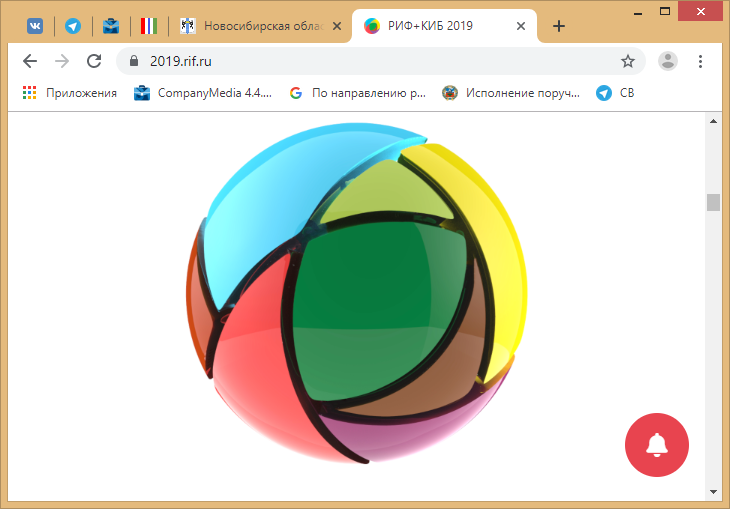 Новосибирская облас
РИФ+КИБ 2019
2019.rif.ru
Приложения
CompanyMedia 4.4....
По направлению р...
Исполнение поруч...
СВ